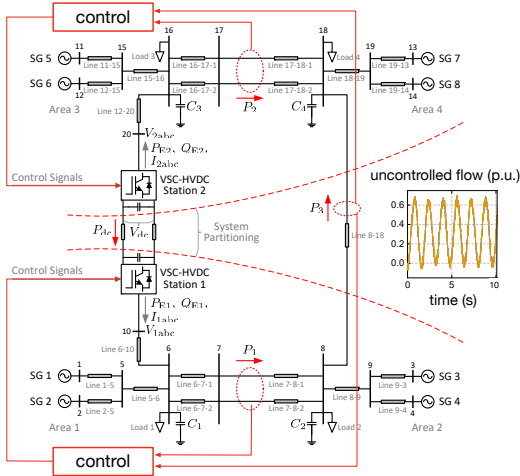 control
16
17
18
SG 5
11
15
Line 11-15
Load 3
Line 16-17-1
Line 17-18-1
Load 4
19
13
Line 19-13
SG 7
SG 6
12
Line 12-15
Line 15-16
Line 16-17-2
Line 17-18-2
Line 18-19
Line 19-14
14
SG 8
Area 3
Area 4
Line 12-20
C3
P2
C4
20
V2abc
PE2, QE2,
I2abc
Control Signals
VSC-HVDC
Station 2
uncontrolled flow (p.u.)
0.6
0.4
0.2
0.0
0
5
10
time (s)
P3
Pdc
Vdc
System
Partitioning
Line 8-18
Control Signals
VSC-HVDC
Station 1
PE1, QE1,
I1abc
10
V1abc
Line 6-10
6
7
P1
8
SG 1
1
5
Line 1-5
Line 6-7-1
Line 7-8-1
9
3
Line 9-3
SG 3
SG 2
2
Line 2-5
Line 5-6
Line 6-7-2
Line 7-8-2
Line 8-9
Line 9-4
4
SG 4
Area 1
Load 1
C1
C2
Load 2
Area 2
control